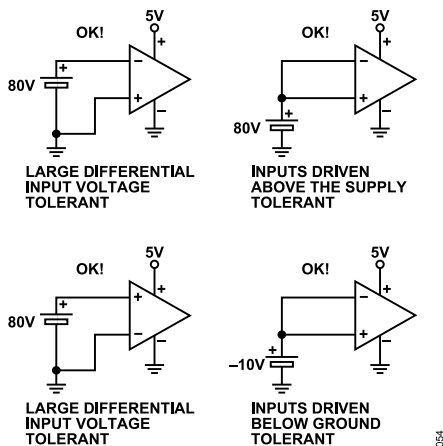 5V
OK!
+
−
+
+
−
80V
LARGE DIFFERENTIAL
INPUT VOLTAGE
TOLERANT
5V
OK!
+
−
+
−
+
80V
INPUTS DRIVEN
ABOVE THE SUPPLY
TOLERANT
5V
OK!
+
+
+
−
−
80V
LARGE DIFFERENTIAL
INPUT VOLTAGE
TOLERANT
5V
OK!
+
−
+
−
+
−10V
INPUTS DRIVEN
BELOW GROUND
TOLERANT
054